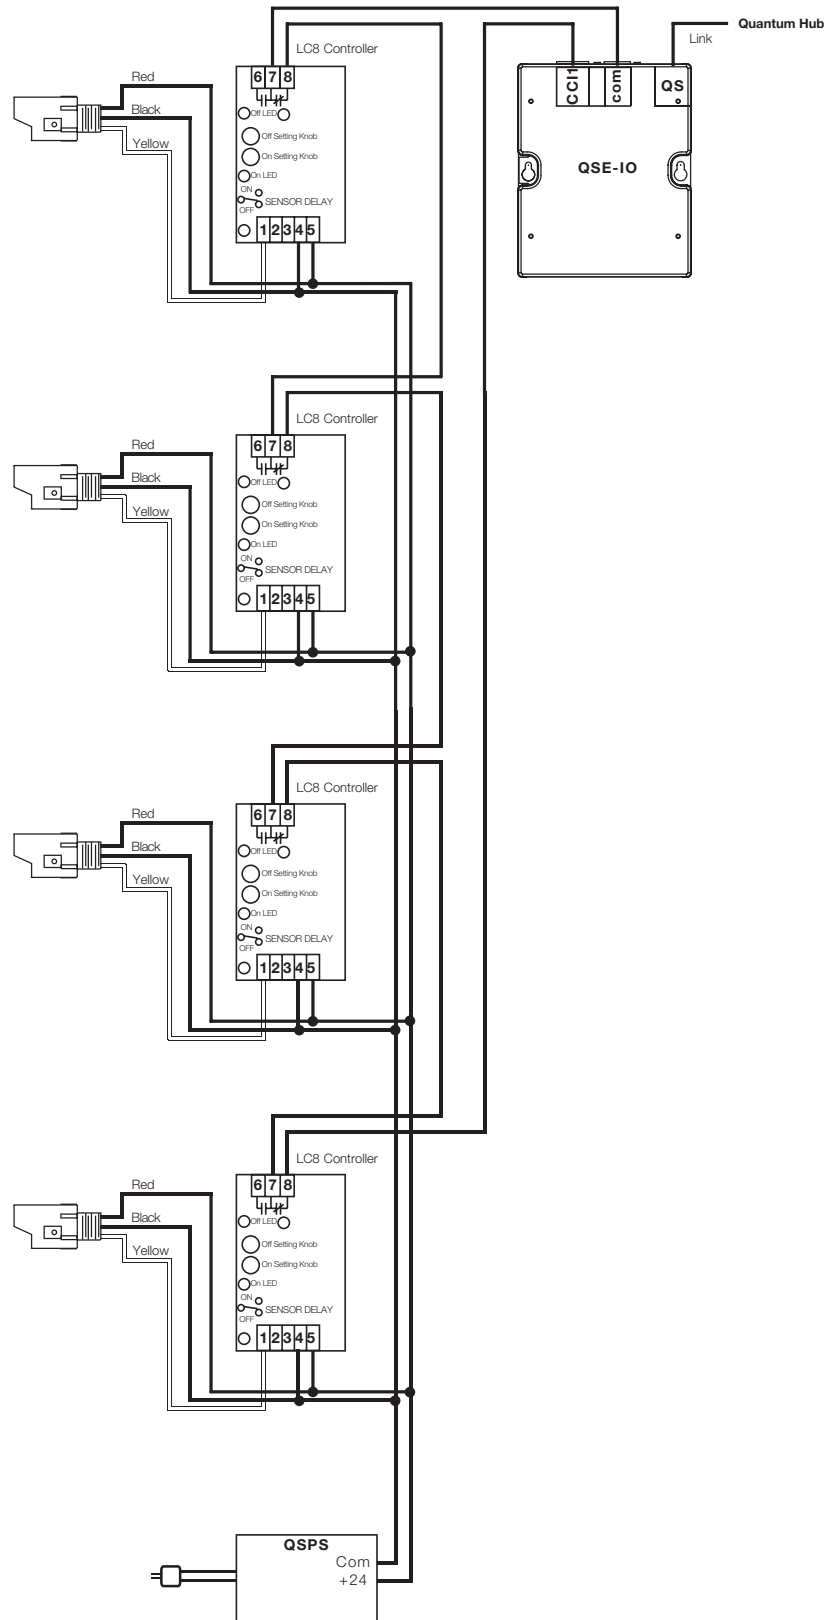 Quantum Hub
Link
LC8 Controller
6 7 8
CCI1
com
QS
Red
Off LED
Black
Off Setting Knob
Yellow
On Setting Knob
QSE-IO
On LED
ON
SENSOR DELAY
OFF
1 2 3 4 5
LC8 Controller
6 7 8
Red
Off LED
Black
Off Setting Knob
Yellow
On Setting Knob
On LED
ON
SENSOR DELAY
OFF
1 2 3 4 5
LC8 Controller
6 7 8
Red
Off LED
Black
Off Setting Knob
Yellow
On Setting Knob
On LED
ON
SENSOR DELAY
OFF
1 2 3 4 5
LC8 Controller
6 7 8
Red
Off LED
Black
Off Setting Knob
Yellow
On Setting Knob
On LED
ON
SENSOR DELAY
OFF
1 2 3 4 5
QSPS
Com
+24